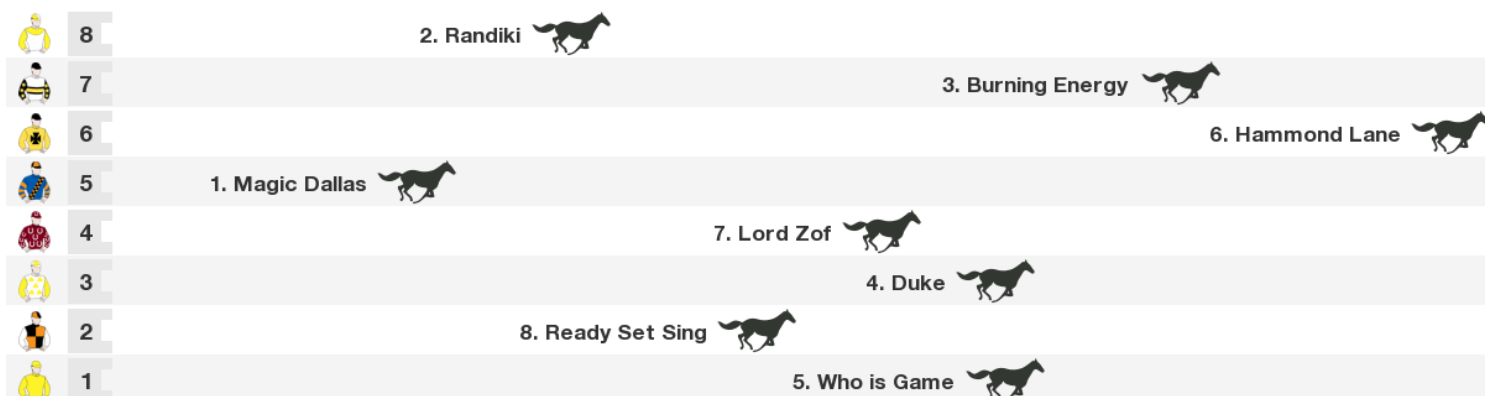 8 2. Randiki
7 3. Burning Energy
6 6. Hammond Lane
5 1. Magic Dallas
4 7. Lord Zof
3 4. Duke
2 8. Ready Set Sing
1 5. Who is Game